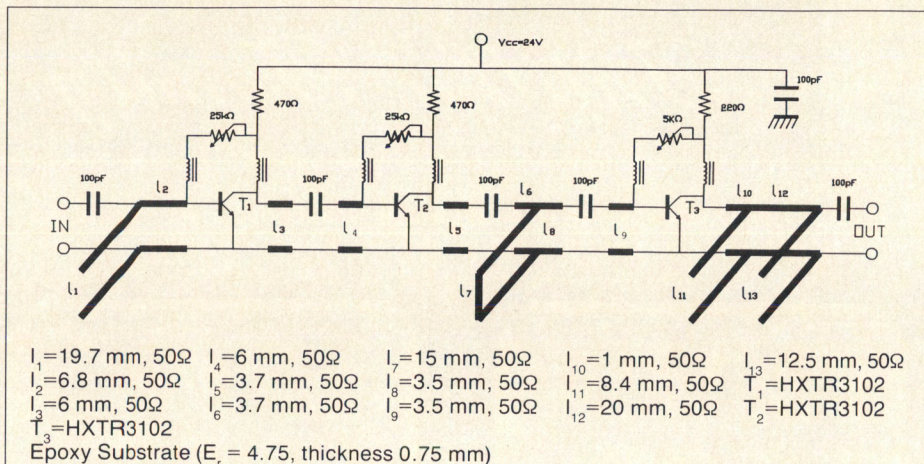 Vcc=24V
100pF
470Ω
470Ω
220Ω
25kΩ
25kΩ
5KΩ
100pF
l2
100pF
100pF
l6
100pF
l10
l12
100pF
IN
T1
T2
T3
OUT
l3
l4
l5
l8
l9
l1
l7
l11
l13
l1=19.7 mm, 50Ω l4=6 mm, 50Ω l7=15 mm, 50Ω l10=1 mm, 50Ω l13=12.5 mm, 50Ω
l2=6.8 mm, 50Ω l5=3.7 mm, 50Ω l8=3.5 mm, 50Ω l11=8.4 mm, 50Ω T1=HXTR3102
l3=6 mm, 50Ω l6=3.7 mm, 50Ω l9=3.5 mm, 50Ω l12=20 mm, 50Ω T2=HXTR3102
T3=HXTR3102
Epoxy Substrate (Er = 4.75, thickness 0.75 mm)